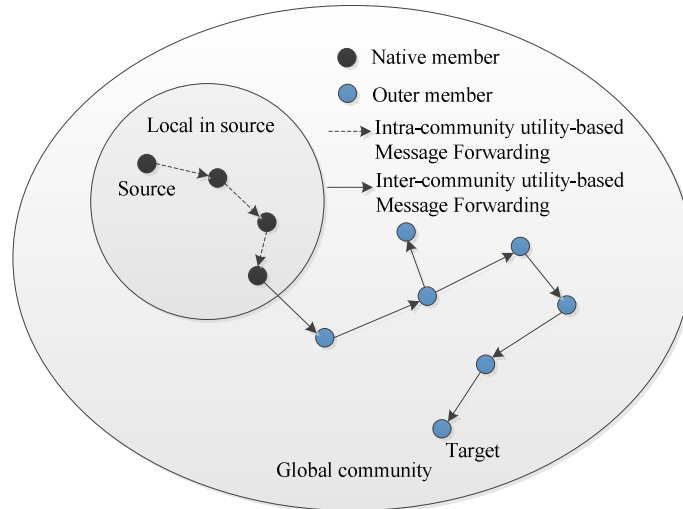 Native member
Outer member
Intra-community utility-based
Message Forwarding
Inter-community utility-based
Message Forwarding
Local in source
Source
Target
Global community